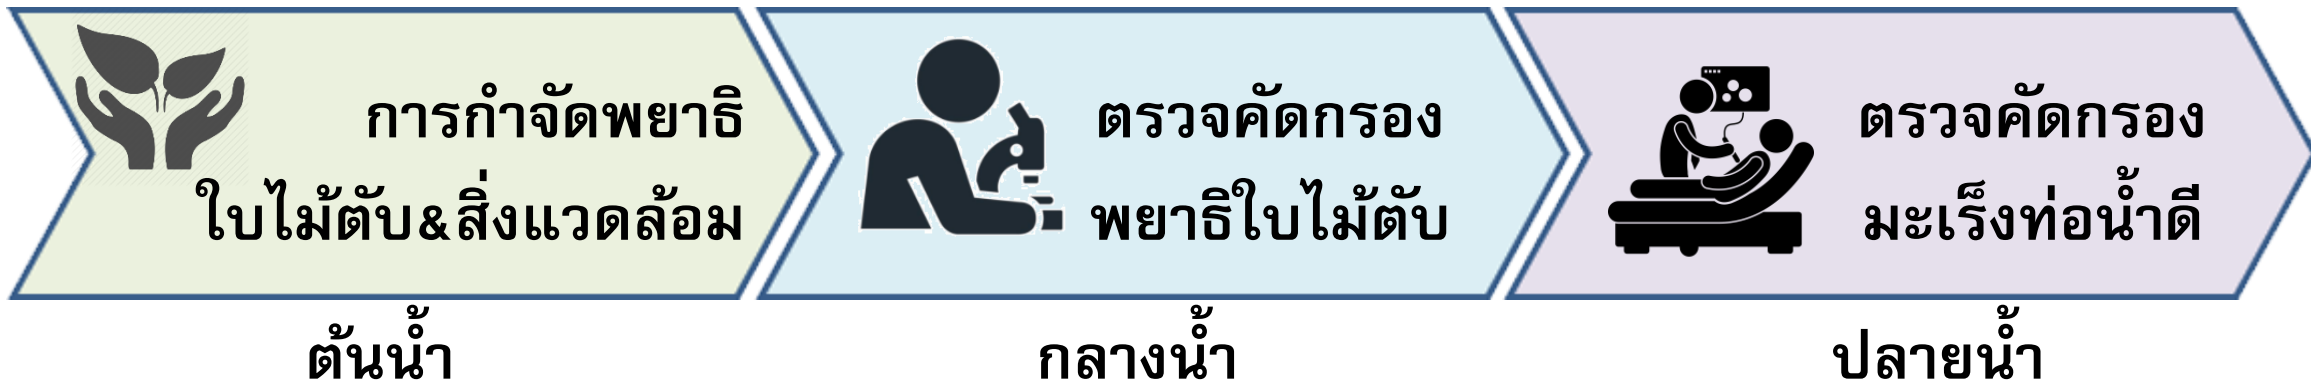 การกำจัดพยาธิ
ใบไม้ตับ&สิ่งแวดล้อม
ต้นน้ำ
ตรวจคัดกรอง
พยาธิใบไม้ตับ
กลางน้ำ
ตรวจคัดกรอง
มะเร็งท่อน้ำดี
ปลายน้ำ